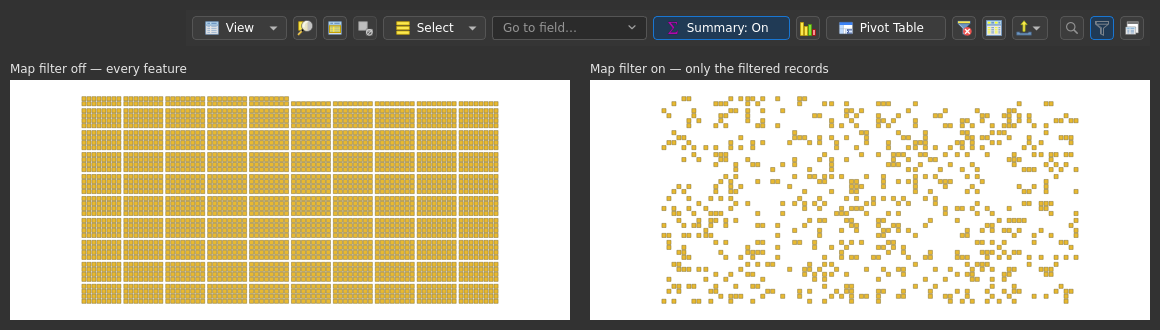 View
Select
Go to field...
Σ Summary: On
Pivot Table
Map filter off — every feature
Map filter on — only the filtered records